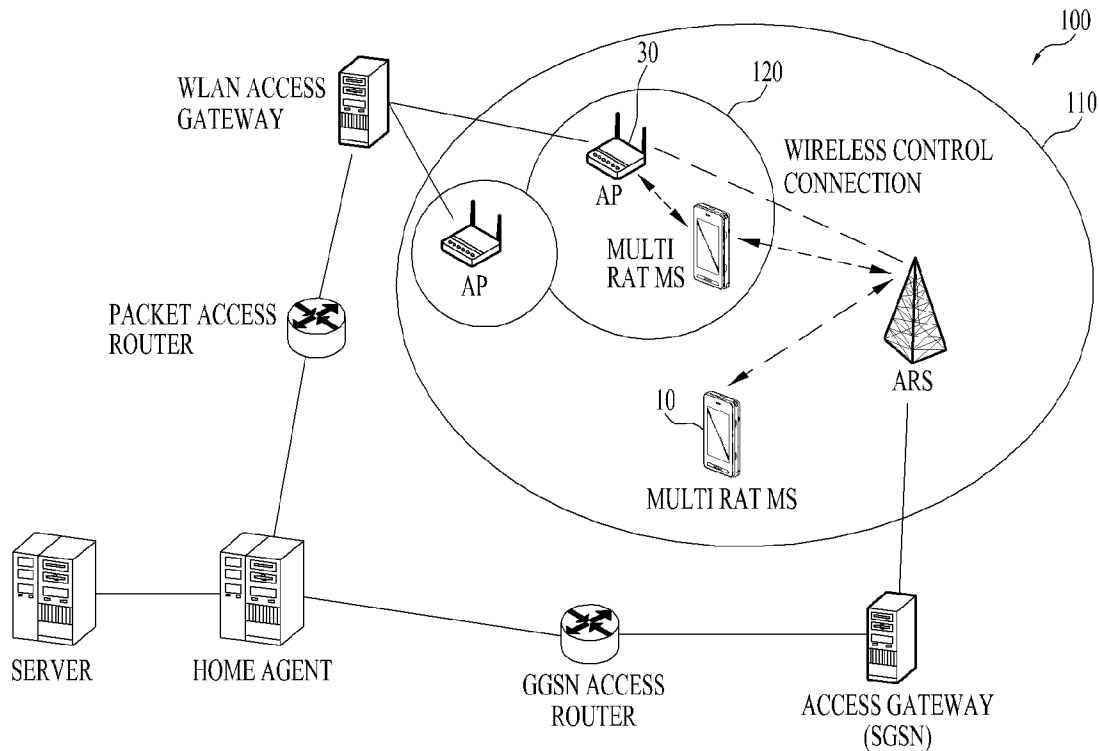 100
30
120
110
WLAN ACCESS
GATEWAY
WIRELESS CONTROL
CONNECTION
AP
MULTI
RAT MS
AP
PACKET ACCESS
ROUTER
ARS
10
MULTI RAT MS
SERVER
HOME AGENT
GGSN ACCESS
ROUTER
ACCESS GATEWAY
(SGSN)